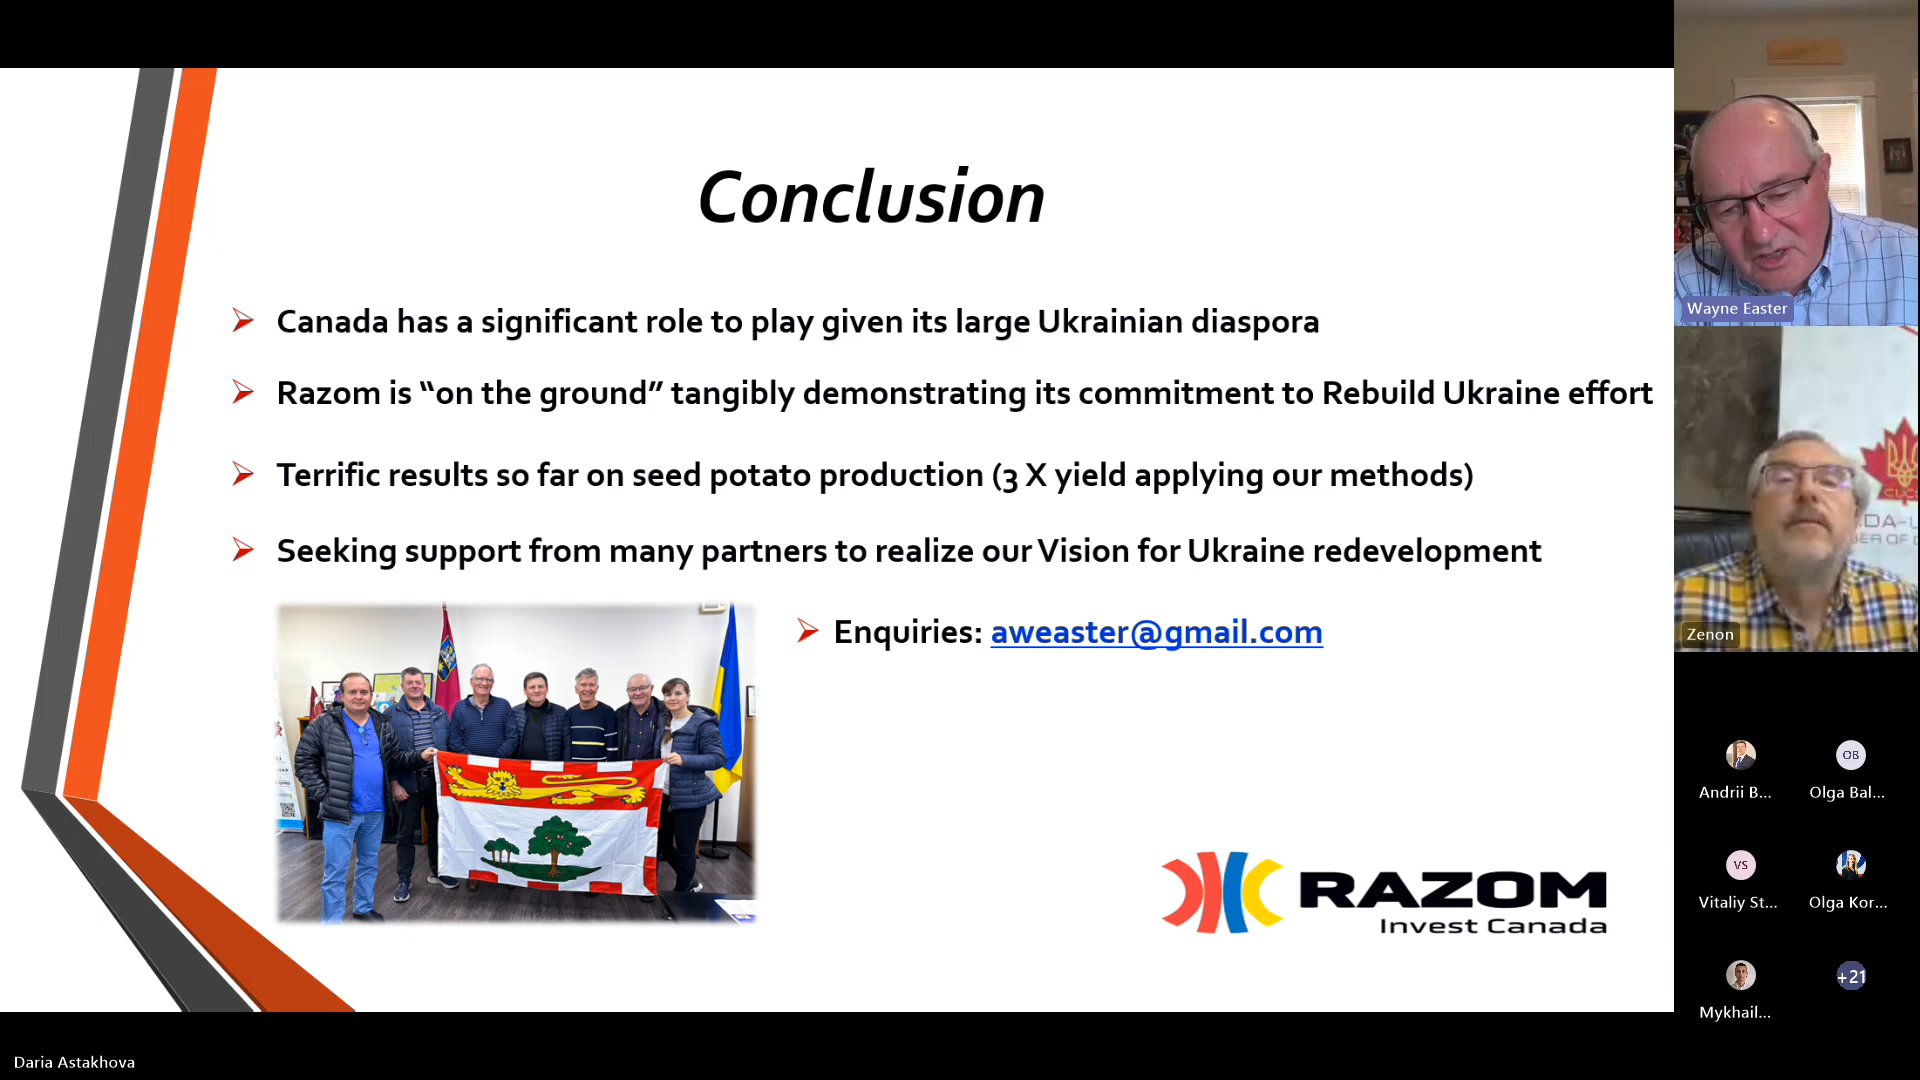 Conclusion
Canada has a significant role to play given its large Ukrainian diaspora
Razom is “on the ground” tangibly demonstrating its commitment to Rebuild Ukraine effort
Terrific results so far on seed potato production (3 X yield applying our methods)
Seeking support from many partners to realize our Vision for Ukraine redevelopment
Enquiries: aweaster@gmail.com
RAZOM
Invest Canada
Wayne Easter
Zenon
OB
Andrii B...
Olga Bal...
VS
Vitaliy St...
Olga Kor...
+21
Mykhail...
Daria Astakhova